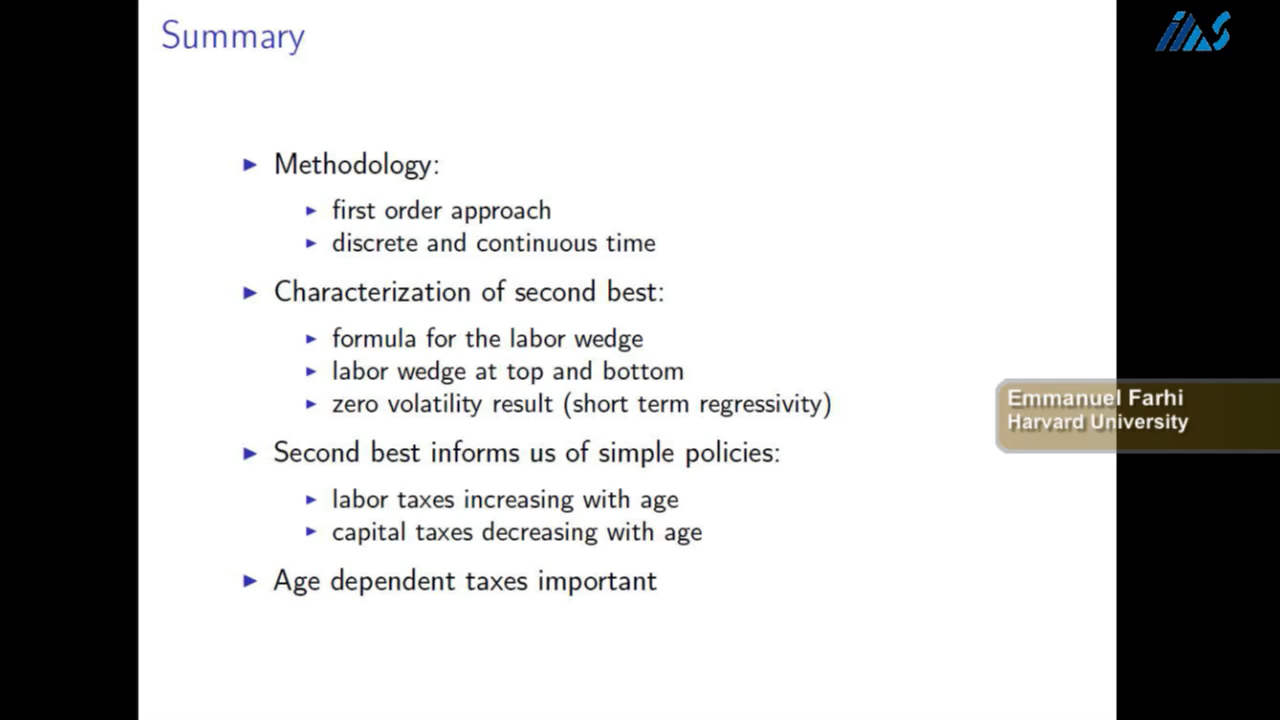 Summary
Methodology:
first order approach
discrete and continuous time
Characterization of second best:
formula for the labor wedge
labor wedge at top and bottom
zero volatility result (short term regressivity)
Second best informs us of simple policies:
labor taxes increasing with age
capital taxes decreasing with age
Age dependent taxes important
Emmanuel Farhi
Harvard University